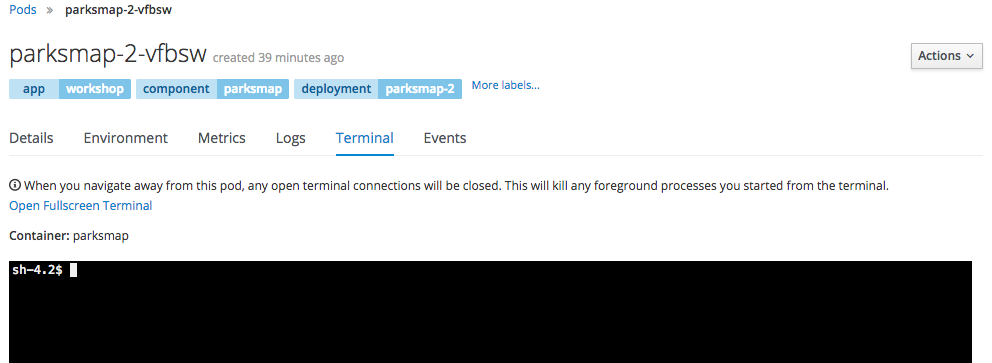 Pods » parksmap-2-vfbsw
parksmap-2-vfbsw created 39 minutes ago
Actions
app workshop component parksmap deployment parksmap-2 More labels...
Details Environment Metrics Logs Terminal Events
When you navigate away from this pod, any open terminal connections will be closed. This will kill any foreground processes you started from the terminal.
Open Fullscreen Terminal
Container: parksmap
sh-4.2$